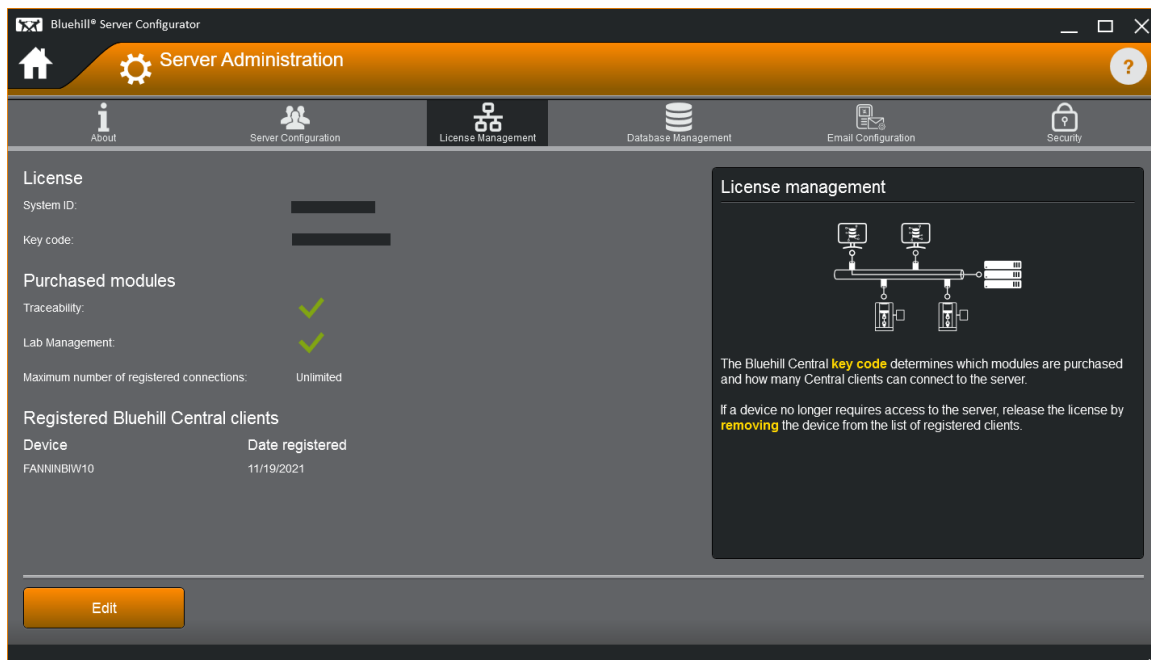 Bluehill® Server Configurator
Server Administration
?
About
Server Configuration
License Management
Database Management
Email Configuration
Security
License
System ID:
Key code:
Purchased modules
Traceability:
Lab Management:
Maximum number of registered connections: Unlimited
Registered Bluehill Central clients
Device Date registered
FANNINBIW10 11/19/2021
License management
The Bluehill Central key code determines which modules are purchased
and how many Central clients can connect to the server.
If a device no longer requires access to the server, release the license by
removing the device from the list of registered clients.
Edit